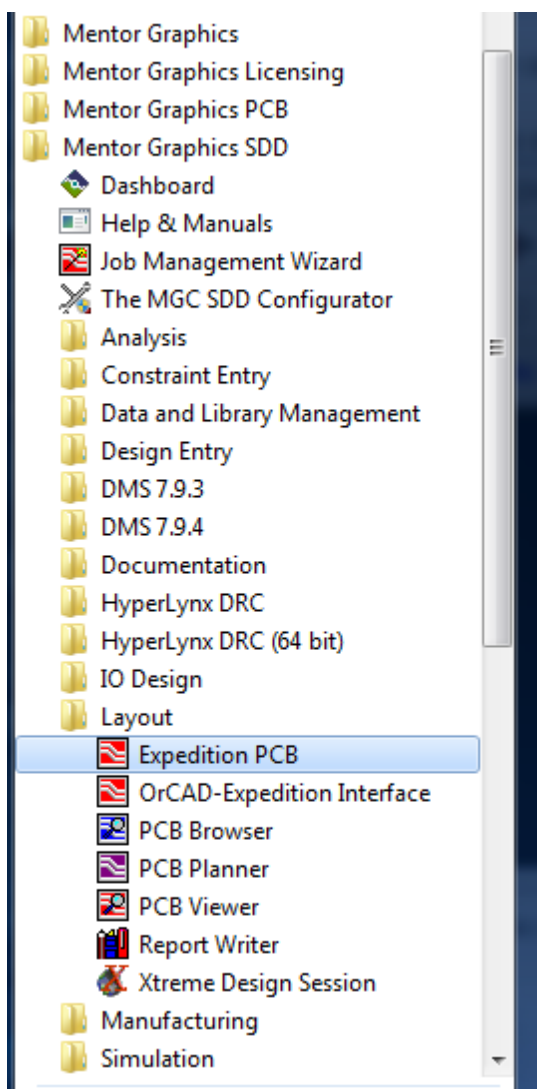 Mentor Graphics
Mentor Graphics Licensing
Mentor Graphics PCB
Mentor Graphics SDD
Dashboard
Help & Manuals
Job Management Wizard
The MGC SDD Configurator
Analysis
Constraint Entry
Data and Library Management
Design Entry
DMS 7.9.3
DMS 7.9.4
Documentation
HyperLynx DRC
HyperLynx DRC (64 bit)
IO Design
Layout
Expedition PCB
OrCAD-Expedition Interface
PCB Browser
PCB Planner
PCB Viewer
Report Writer
Xtreme Design Session
Manufacturing
Simulation